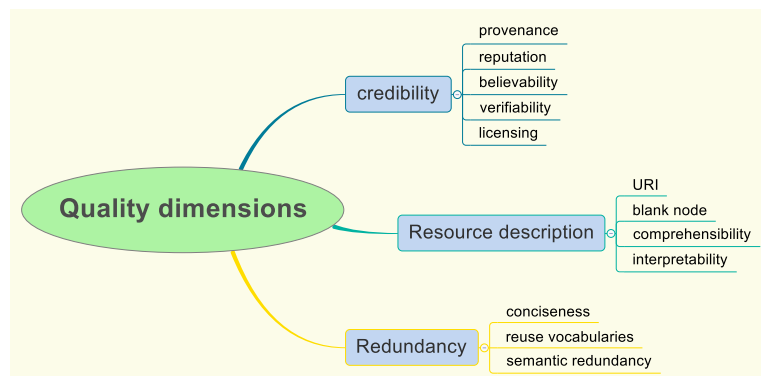 Quality dimensions
credibility
provenance
reputation
believability
verifiability
licensing
Resource description
URI
blank node
comprehensibility
interpretability
Redundancy
conciseness
reuse vocabularies
semantic redundancy